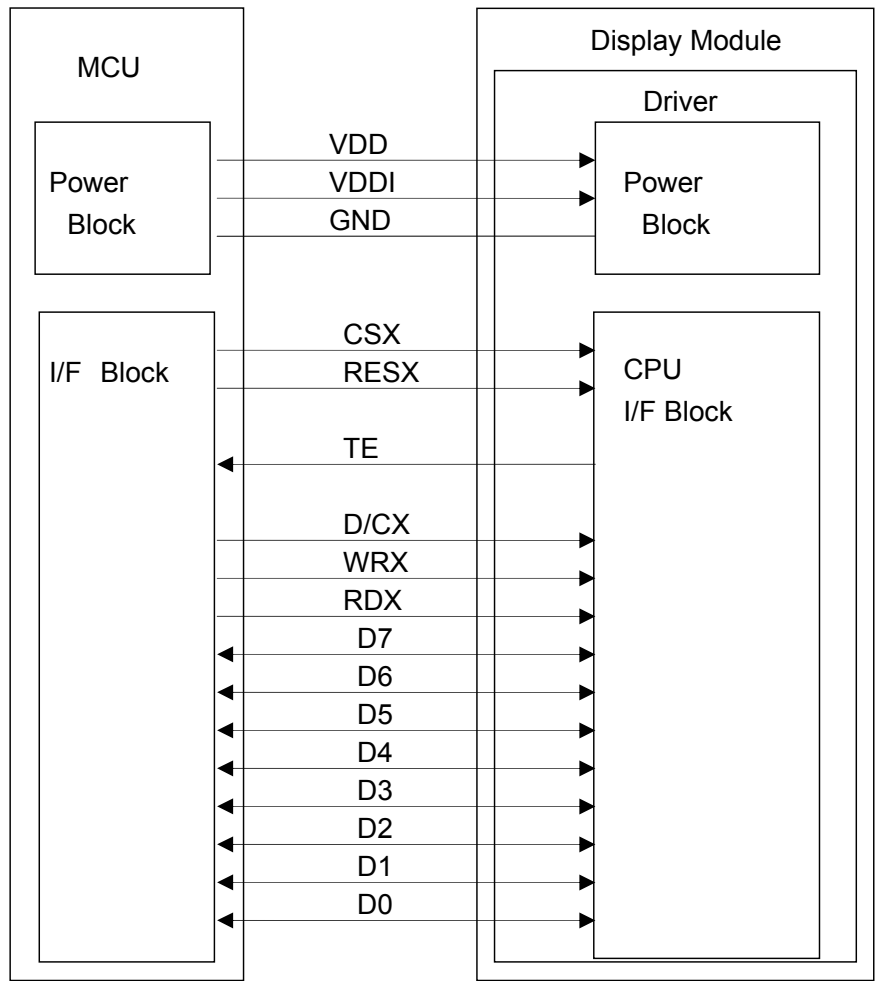 MCU
Display Module
Driver
Power
Block
VDD
VDDI
GND
Power
Block
I/F Block
CSX
RESX
TE
D/CX
WRX
RDX
D7
D6
D5
D4
D3
D2
D1
D0
CPU
I/F Block